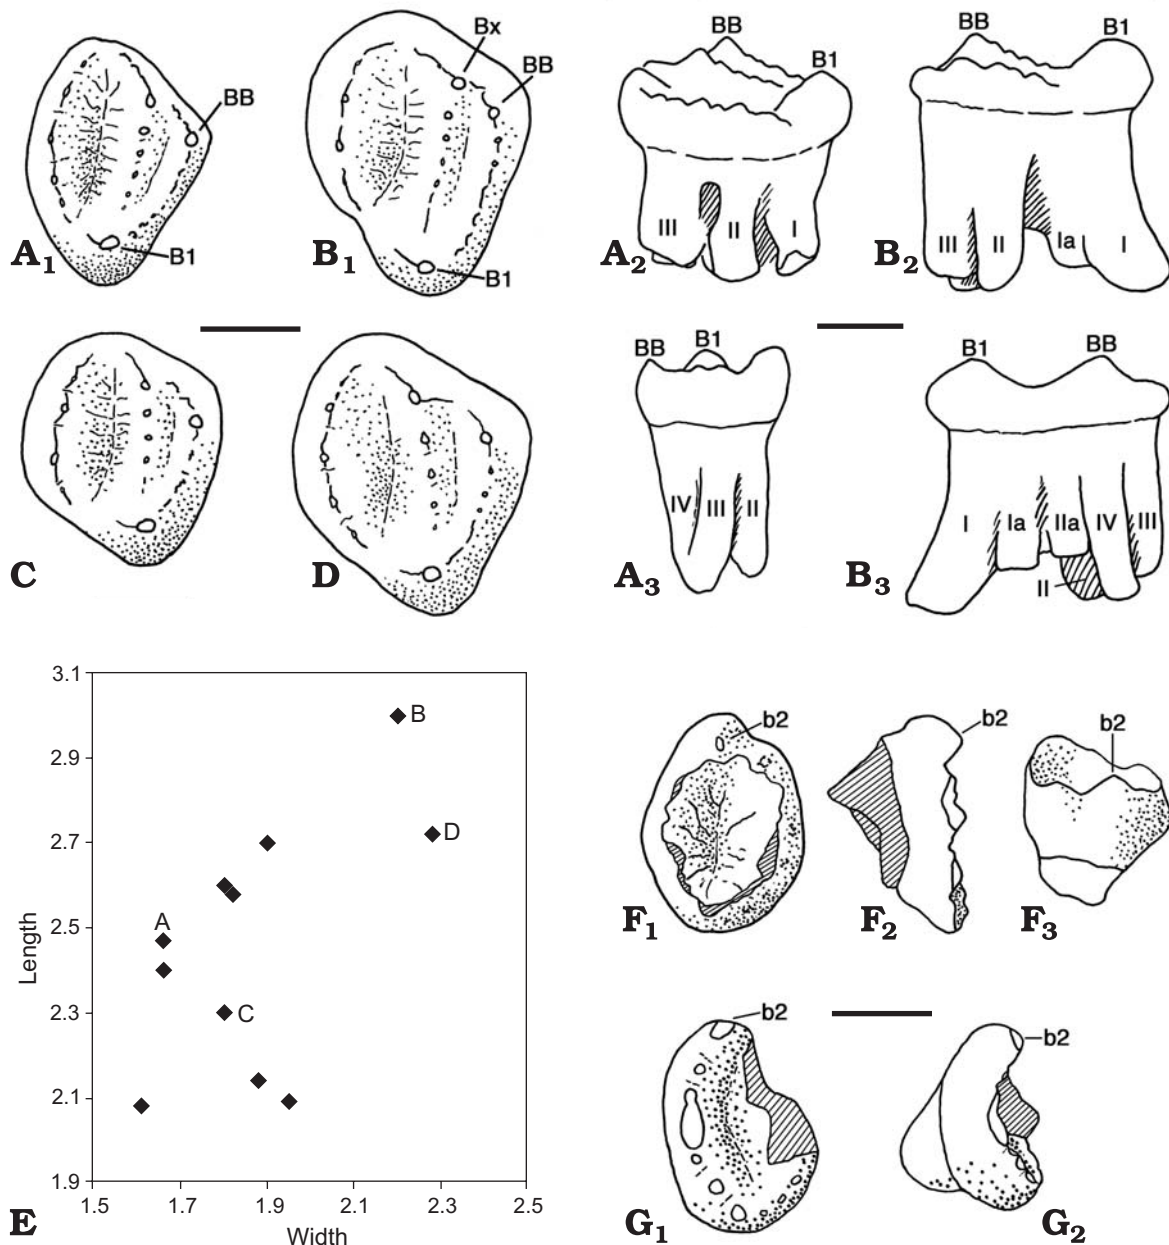 Bx
BB
BB
B1
B1
A1
B1
BB
B1
III
II
I
A2
BB
B1
III
II
Ia
I
B2
C
D
BB
B1
IV
III
II
A3
B1
BB
I
Ia
IIa
IV
III
II
B3
3.1
2.9
2.7
2.5
2.3
2.1
1.9
Length
B
D
A
C
1.5
1.7
1.9
2.1
2.3
2.5
Width
E
b2
F1
b2
F2
b2
F3
b2
G1
b2
G2